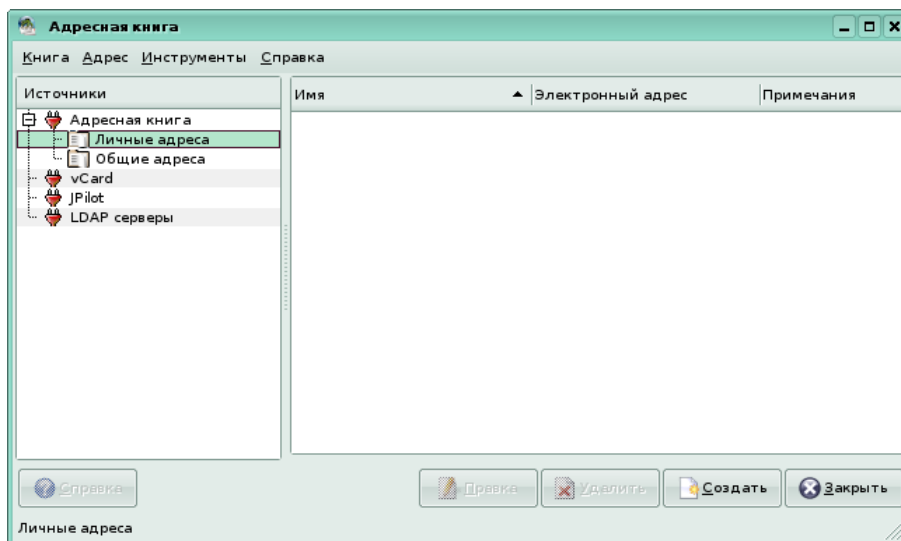 Адресная книга
Книга Адрес Инструменты Справка
Источники
Имя Электронный адрес Примечания
Адресная книга
Личные адреса
Общие адреса
vCard
JPilot
LDAP серверы
Справка Правка Удалить Создать Закрыть
Личные адреса